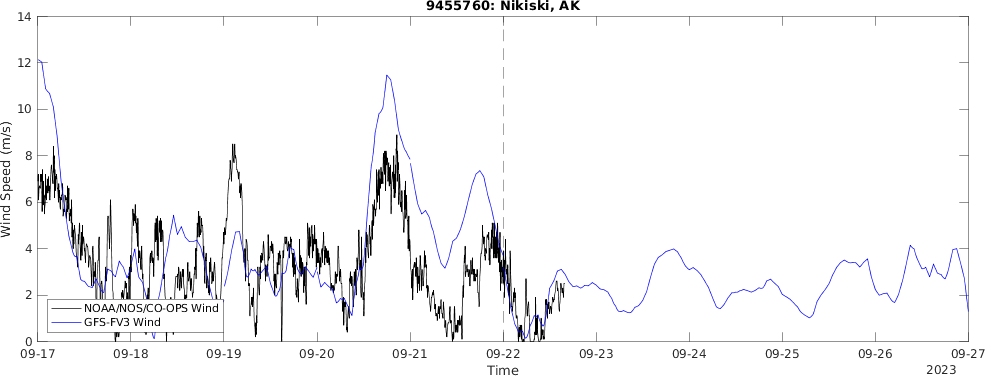 9455760: Nikiski, AK
Wind Speed (m/s)
14
12
10
8
6
4
2
0
NOAA/NOS/CO-OPS Wind
GFS-FV3 Wind
09-17 09-18 09-19 09-20 09-21 09-22 09-23 09-24 09-25 09-26 09-27
Time
2023